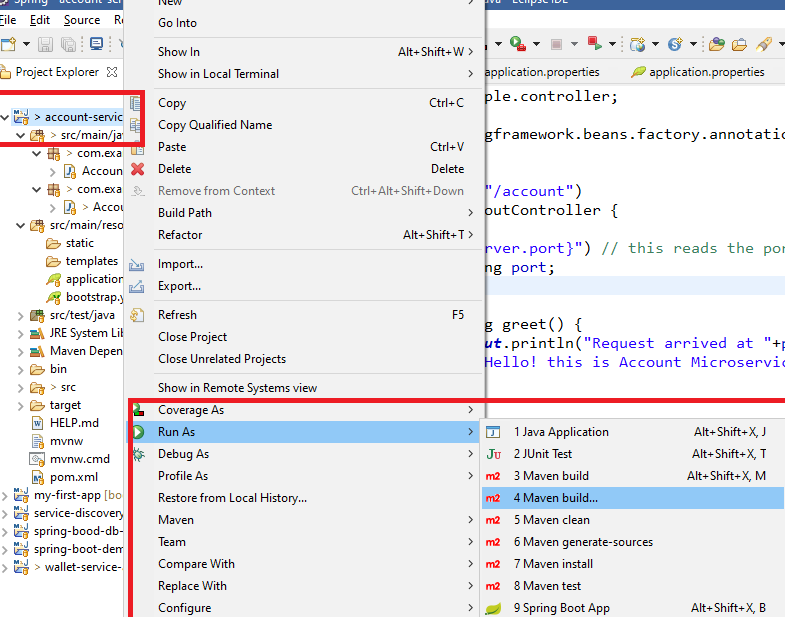 Spring - account-se
ava - Eclipse IDE
File Edit Source Re
Project Explorer
application.properties
application.properties
> account-servic
> src/main/jav
> com.exa
Accoun
> com.exa
> Accou
src/main/reso
static
templates
application
bootstrap.y
src/test/java
JRE System Lib
Maven Depen
bin
> src
target
HELP.md
mvnw
mvnw.cmd
pom.xml
my-first-app [bo
service-discovery
spring-bood-db-
spring-boot-dem
> wallet-service-
New
Go Into
Show In Alt+Shift+W >
Show in Local Terminal >
Copy Ctrl+C
Copy Qualified Name
Paste Ctrl+V
Delete Delete
Remove from Context Ctrl+Alt+Shift+Down
Build Path >
Refactor Alt+Shift+T >
Import...
Export...
Refresh F5
Close Project
Close Unrelated Projects
Show in Remote Systems view
Coverage As >
Run As >
Debug As >
Profile As >
Restore from Local History...
Maven >
Team >
Compare With >
Replace With >
Configure >
ple.controller;
gframework.beans.factory.annotatio
"/account")
outController {
rver.port}") // this reads the por
ng port;
g greet() {
ut.println("Request arrived at "+p
Hello! this is Account Microservic
1 Java Application Alt+Shift+X, J
2 JUnit Test Alt+Shift+X, T
3 Maven build Alt+Shift+X, M
4 Maven build...
5 Maven clean
6 Maven generate-sources
7 Maven install
8 Maven test
9 Spring Boot App Alt+Shift+X, B